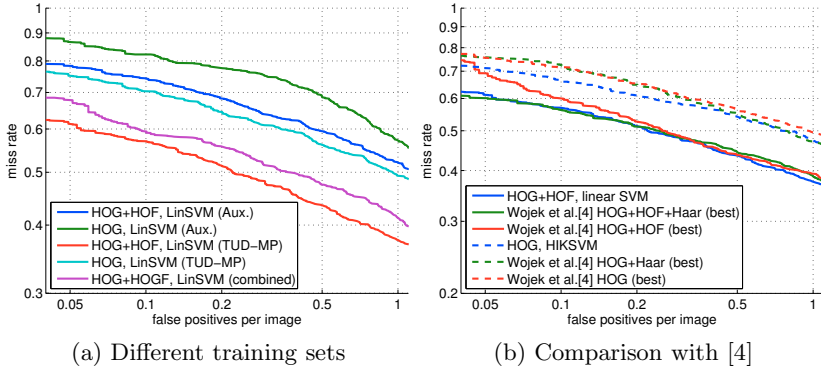 1
0.9
0.8
0.7
0.6
0.5
0.4
0.3
miss rate
0.05
0.1
0.2
0.5
1
false positives per image
HOG+HOF, LinSVM (Aux.)
HOG, LinSVM (Aux.)
HOG+HOF, LinSVM (TUD-MP)
HOG, LinSVM (TUD-MP)
HOG+HOGF, LinSVM (combined)
(a) Different training sets
1
0.9
0.8
0.7
0.6
0.5
0.4
0.3
0.2
miss rate
0.05
0.1
0.2
0.5
1
false positives per image
HOG+HOF, linear SVM
Wojek et al.[4] HOG+HOF+Haar (best)
Wojek et al.[4] HOG+HOF (best)
HOG, HIKSVM
Wojek et al.[4] HOG+Haar (best)
Wojek et al.[4] HOG (best)
(b) Comparison with [4]